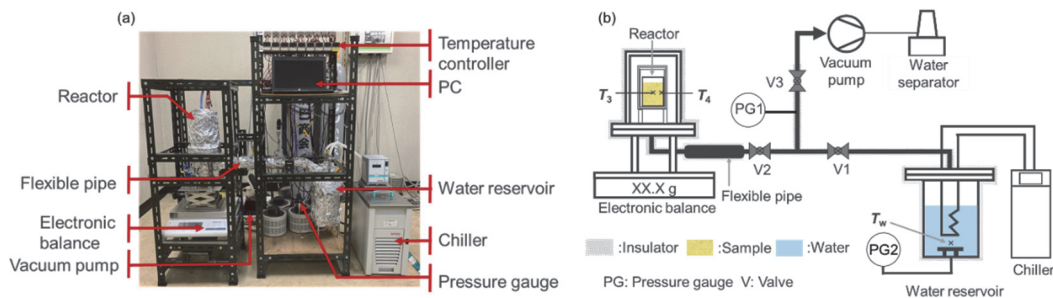 (a)
Temperature
controller
PC
Reactor
Flexible pipe
Water reservoir
Electronic
balance
Chiller
Vacuum pump
Pressure gauge
(b)
Reactor
T3
T4
PG1
V3
Vacuum
pump
Water
separator
V2
V1
Flexible pipe
XX.X g
Electronic balance
:Insulator
:Sample
:Water
Tw
PG2
PG: Pressure gauge V: Valve
Water reservoir
Chiller